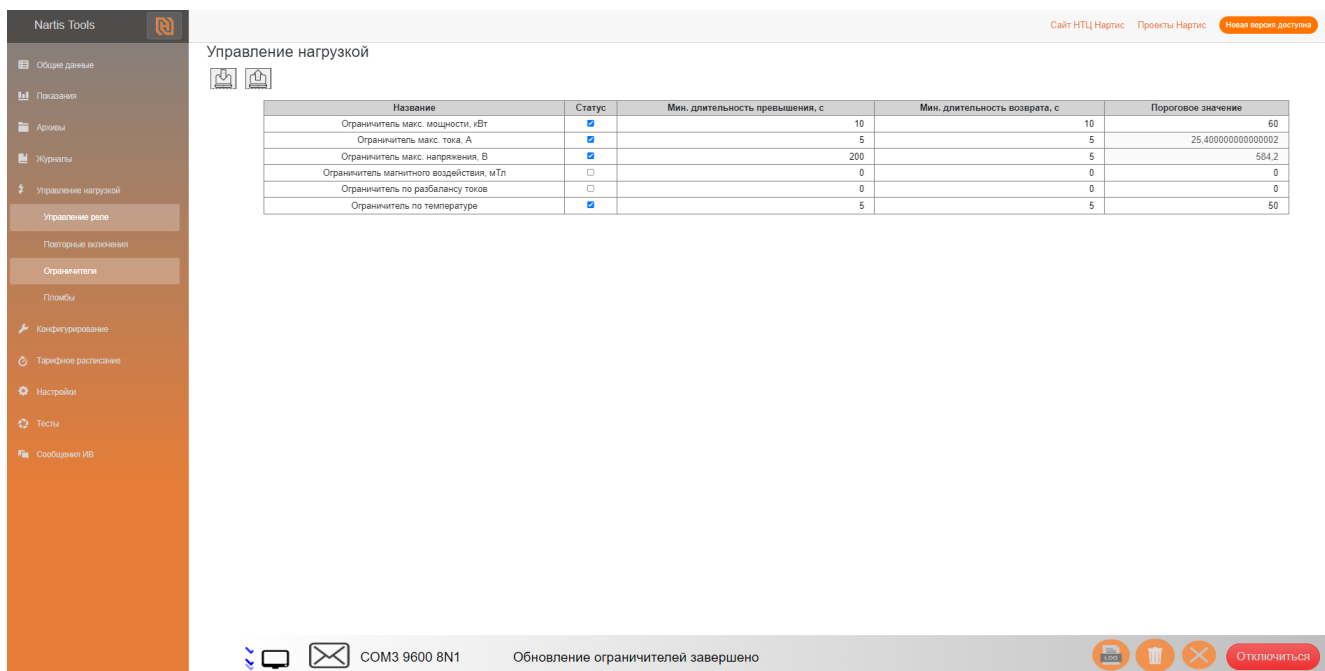 Nartis Tools
Сайт НТЦ Нартис Проекты Нартис Новая версия доступна
Управление нагрузкой
Общие данные
Показания
Архивы
Журналы
Управление нагрузкой
Управление реле
Повторные включения
Ограничители
Пломбы
Конфигурирование
Тарифное расписание
Настройки
Тесты
Сообщения ИВ
Название Статус Мин. длительность превышения, с Мин. длительность возврата, с Пороговое значение
Ограничитель макс. мощности, кВт 10 10 60
Ограничитель макс. тока, А 5 5 25,400000000000002
Ограничитель макс. напряжения, В 200 5 584,2
Ограничитель магнитного воздействия, мТл 0 0 0
Ограничитель по разбалансу токов 0 0 0
Ограничитель по температуре 5 5 50
COM3 9600 8N1 Обновление ограничителей завершено LOG Отключиться